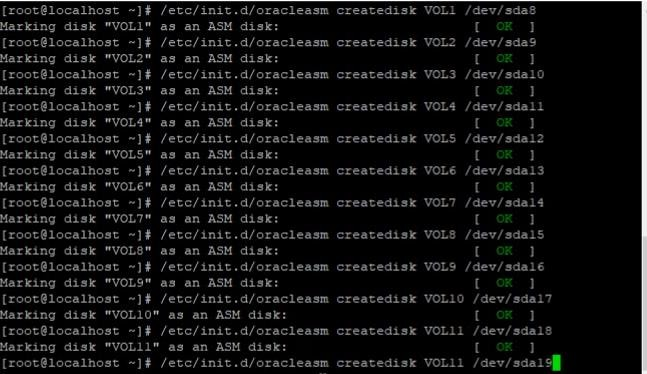 [root@localhost ~]# /etc/init.d/oracleasm createdisk VOL1 /dev/sda8
Marking disk "VOL1" as an ASM disk: [ OK ]
[root@localhost ~]# /etc/init.d/oracleasm createdisk VOL2 /dev/sda9
Marking disk "VOL2" as an ASM disk: [ OK ]
[root@localhost ~]# /etc/init.d/oracleasm createdisk VOL3 /dev/sda10
Marking disk "VOL3" as an ASM disk: [ OK ]
[root@localhost ~]# /etc/init.d/oracleasm createdisk VOL4 /dev/sda11
Marking disk "VOL4" as an ASM disk: [ OK ]
[root@localhost ~]# /etc/init.d/oracleasm createdisk VOL5 /dev/sda12
Marking disk "VOL5" as an ASM disk: [ OK ]
[root@localhost ~]# /etc/init.d/oracleasm createdisk VOL6 /dev/sda13
Marking disk "VOL6" as an ASM disk: [ OK ]
[root@localhost ~]# /etc/init.d/oracleasm createdisk VOL7 /dev/sda14
Marking disk "VOL7" as an ASM disk: [ OK ]
[root@localhost ~]# /etc/init.d/oracleasm createdisk VOL8 /dev/sda15
Marking disk "VOL8" as an ASM disk: [ OK ]
[root@localhost ~]# /etc/init.d/oracleasm createdisk VOL9 /dev/sda16
Marking disk "VOL9" as an ASM disk: [ OK ]
[root@localhost ~]# /etc/init.d/oracleasm createdisk VOL10 /dev/sda17
Marking disk "VOL10" as an ASM disk: [ OK ]
[root@localhost ~]# /etc/init.d/oracleasm createdisk VOL11 /dev/sda18
Marking disk "VOL11" as an ASM disk: [ OK ]
[root@localhost ~]# /etc/init.d/oracleasm createdisk VOL11 /dev/sda19